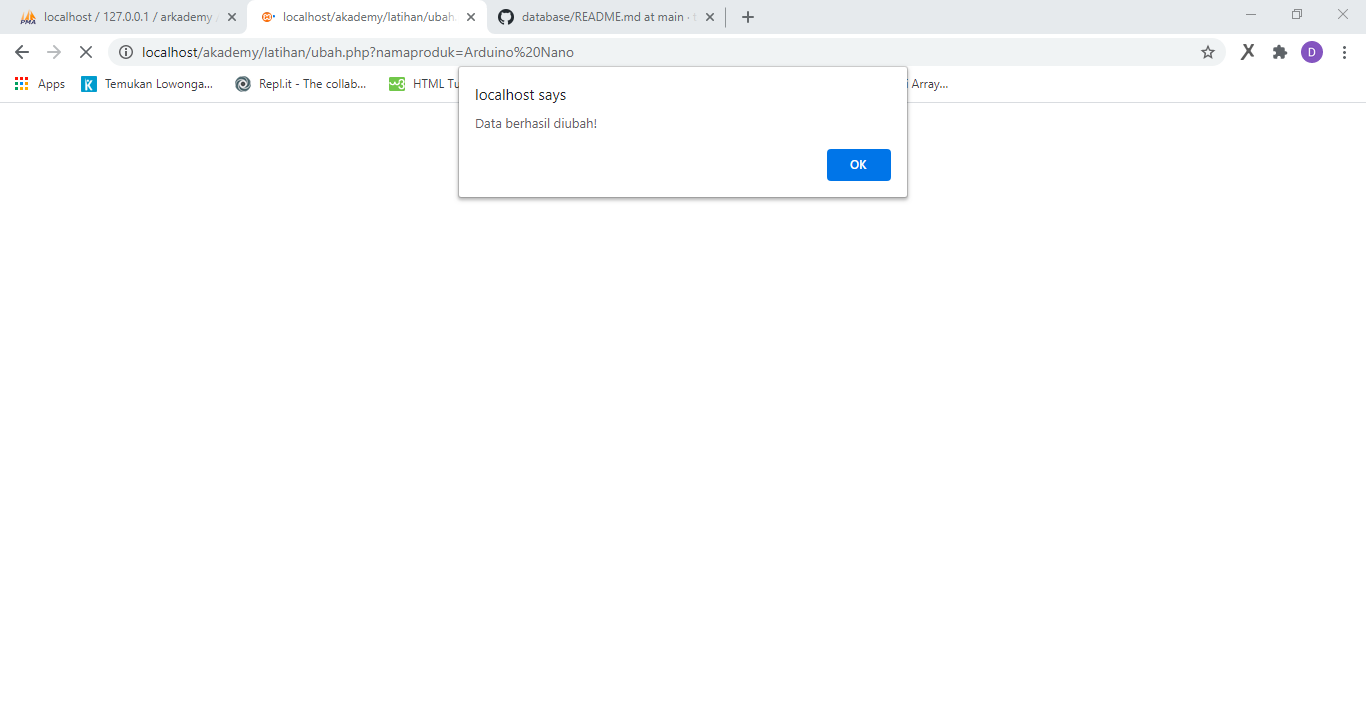 PMA localhost / 127.0.0.1 / arkademy
localhost/akademy/latihan/ubah.
database/README.md at main ·
localhost/akademy/latihan/ubah.php?namaproduk=Arduino%20Nano
D
Apps
Temukan Lowonga...
Repl.it - The collab...
HTML Tu
i Array...
localhost says
Data berhasil diubah!
OK